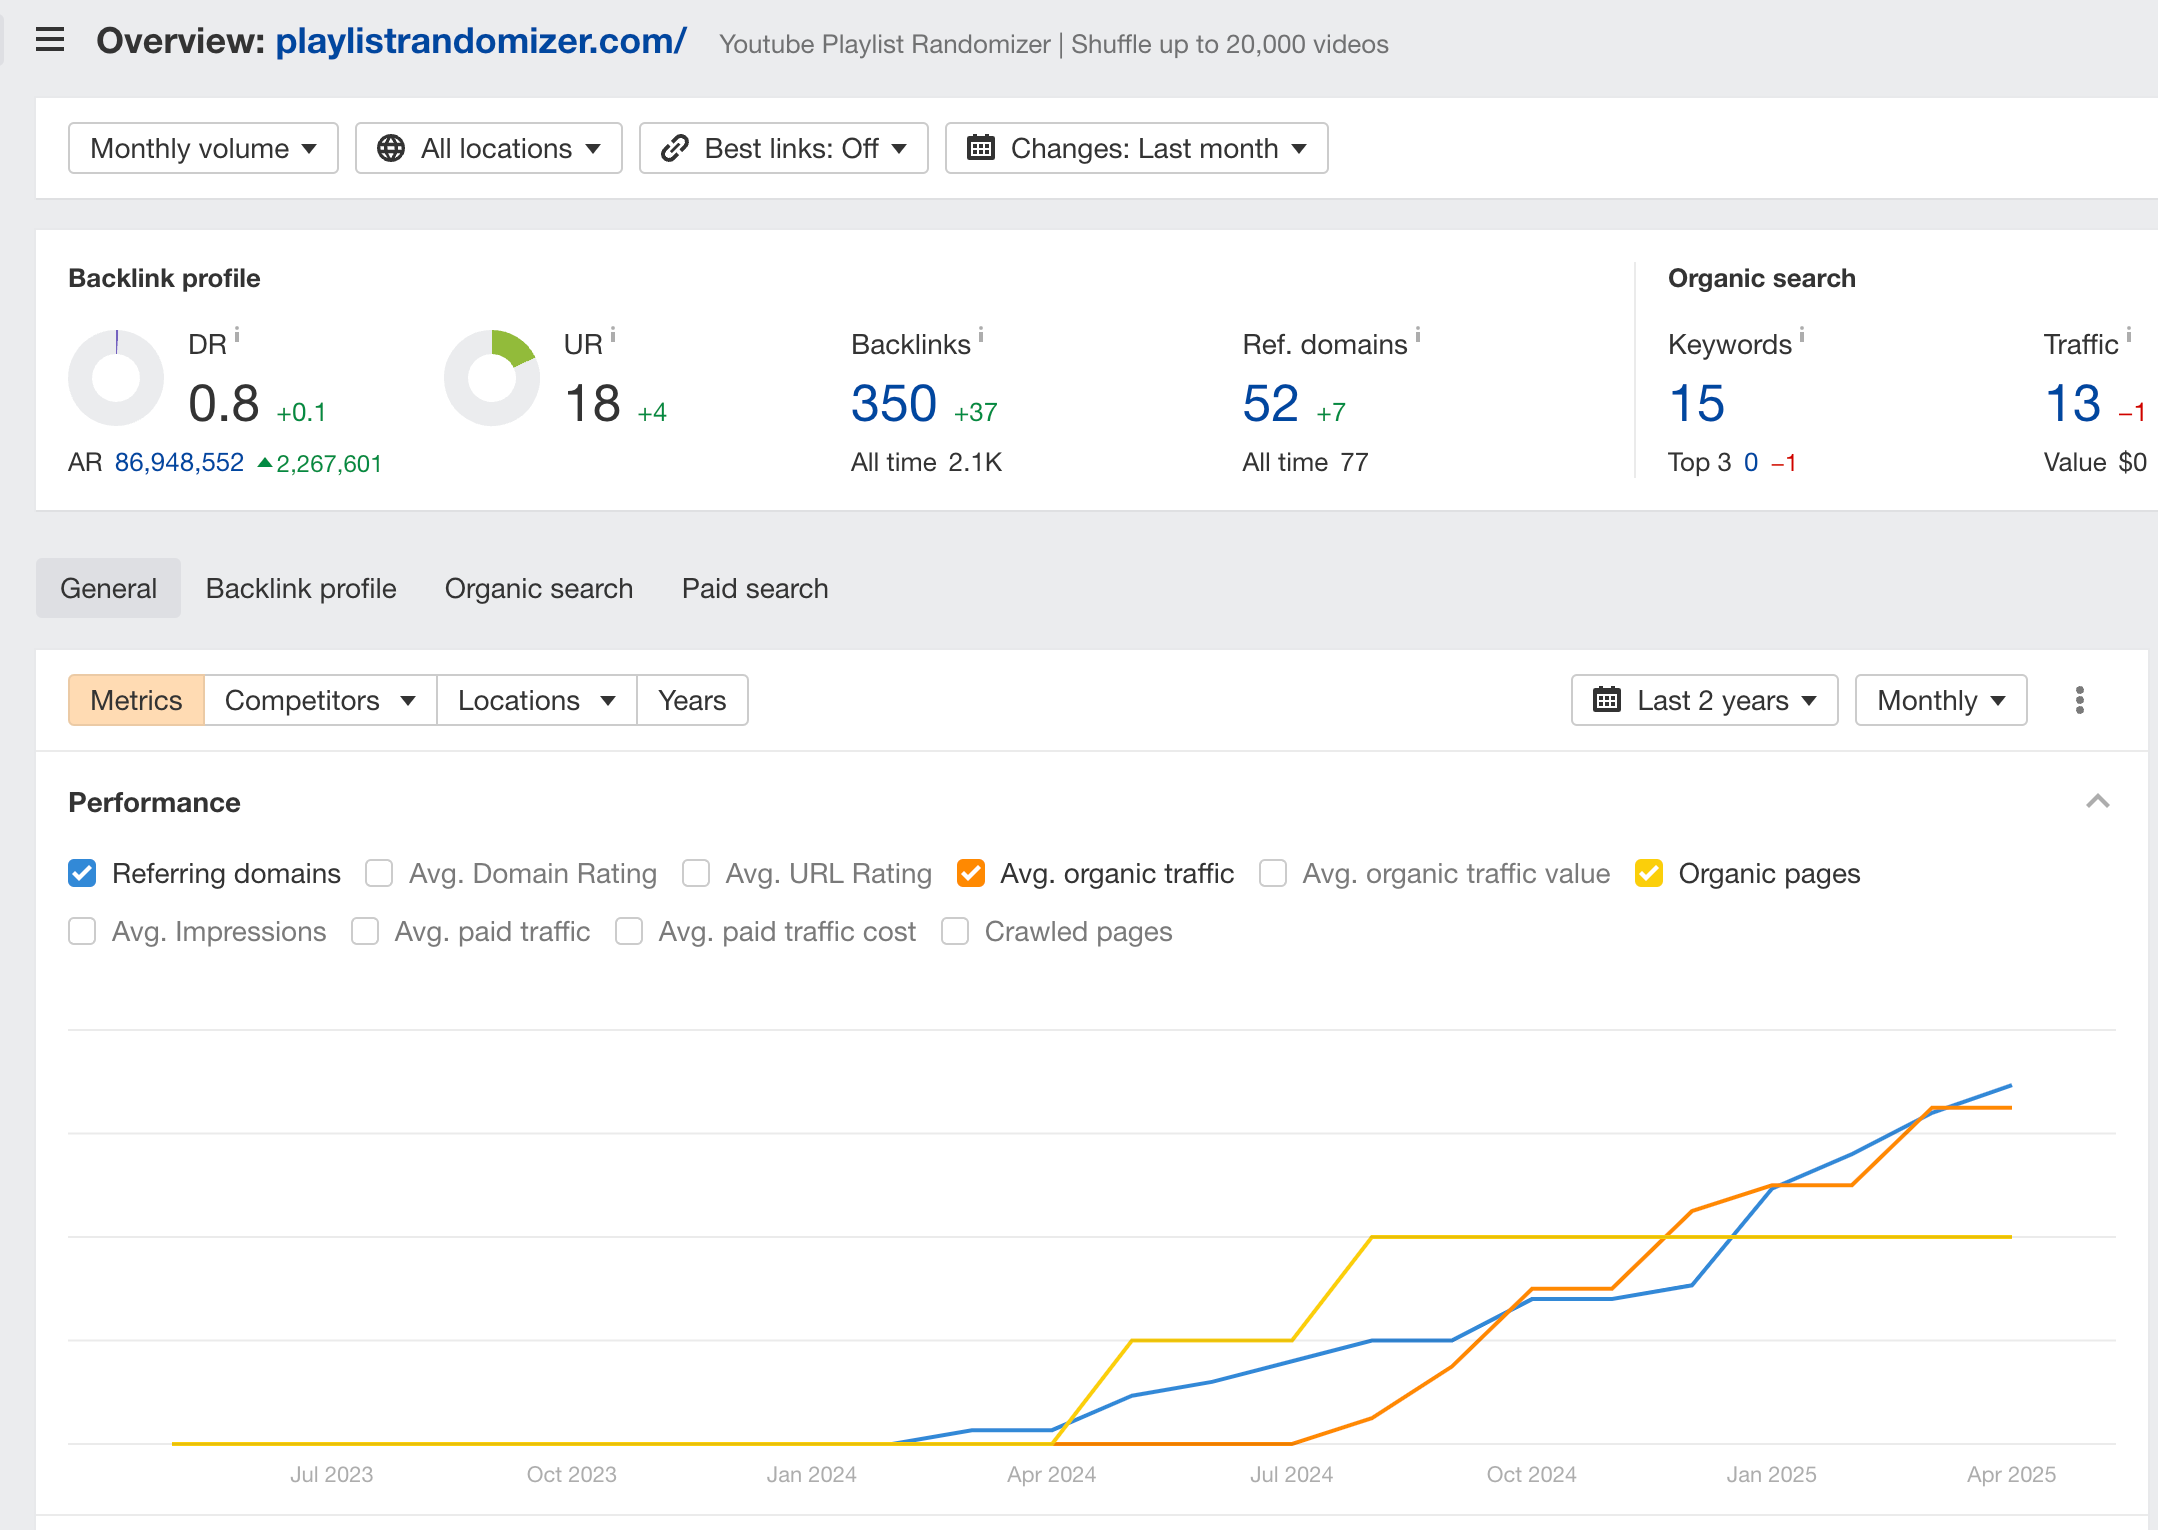 Overview: playlistrandomizer.com/ Youtube Playlist Randomizer | Shuffle up to 20,000 videos
Monthly volume All locations Best links: Off Changes: Last month
Backlink profile Organic search
DR i UR i Backlinks i Ref. domains i Keywords i Traffic i
0.8 +0.1 18 +4 350 +37 52 +7 15 13 −1
AR 86,948,552 2,267,601 All time 2.1K All time 77 Top 3 0 −1 Value $0
General Backlink profile Organic search Paid search
Metrics Competitors Locations Years Last 2 years Monthly
Performance
Referring domains Avg. Domain Rating Avg. URL Rating Avg. organic traffic Avg. organic traffic value Organic pages
Avg. Impressions Avg. paid traffic Avg. paid traffic cost Crawled pages
Jul 2023 Oct 2023 Jan 2024 Apr 2024 Jul 2024 Oct 2024 Jan 2025 Apr 2025